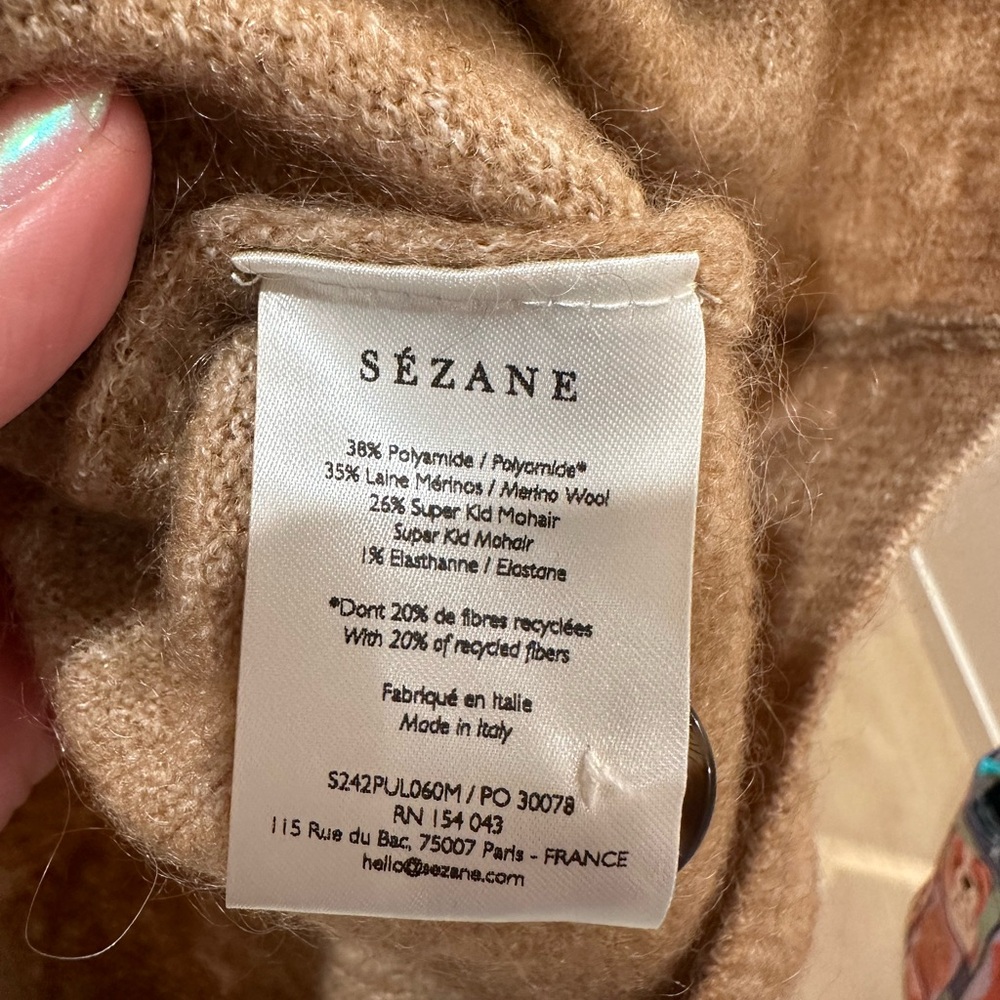 SÉZANE
38% Polyamide / Polyamide*
35% Laine Mérinos / Merino Wool
26% Super Kid Mohair
Super Kid Mohair
1% Elasthanne / Elastane
*Dont 20% de fibres recyclées
With 20% of recycled fibers
Fabriqué en Italie
Made in Italy
S242PUL060M / PO 30078
RN 154 043
115 Rue du Bac, 75007 Paris - FRANCE
hello@sezane.com